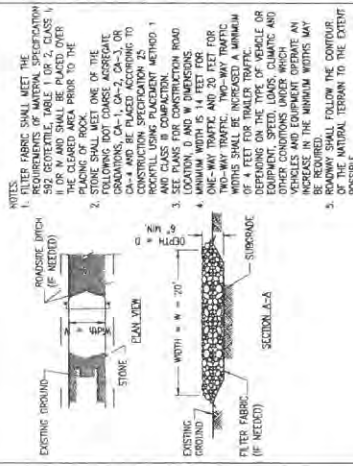 NOTES:
1. FILTER FABRIC SHALL MEET THE
REQUIREMENTS OF MATERIAL SPECIFICATION
592 GEOTEXTILE, TABLE 1 OR 2, CLASS I,
II OR IV AND SHALL BE PLACED OVER
THE CLEARED AREA PRIOR TO THE
PLACING OF ROCK.
2. STONE SHALL MEET ONE OF THE
FOLLOWING IDOT COARSE AGGREGATE
GRADATIONS, CA-1, CA-2, CA-3, OR
CA-4 AND BE PLACED ACCORDING TO
CONSTRUCTION SPECIFICATION 25
ROCKFILL USING PLACEMENT METHOD 1
AND CLASS III COMPACTION.
3. SEE PLANS FOR CONSTRUCTION ROAD
LOCATION, D AND W DIMENSIONS.
4. MINIMUM WIDTH IS 14 FEET FOR
ONE-WAY TRAFFIC AND 20 FEET FOR
TWO-WAY TRAFFIC. TWO-WAY TRAFFIC
WIDTHS SHALL BE INCREASED A MINIMUM
OF 4 FEET FOR TRAILER TRAFFIC.
DEPENDING ON THE TYPE OF VEHICLE OR
EQUIPMENT, SPEED, LOADS, CLIMATIC AND
OTHER CONDITIONS UNDER WHICH
VEHICLES AND EQUIPMENT OPERATE AN
INCREASE IN THE MINIMUM WIDTHS MAY
BE REQUIRED.
5. ROADWAY SHALL FOLLOW THE CONTOUR
OF THE NATURAL TERRAIN TO THE EXTENT
POSSIBLE.
ROADSIDE DITCH
(IF NEEDED)
EXISTING GROUND
WIDTH = W
STONE
PLAN VIEW
WIDTH = W = '20'
DEPTH = D
6" MIN.
EXISTING
GROUND
FILTER FABRIC
(IF NEEDED)
SUBGRADE
SECTION A-A